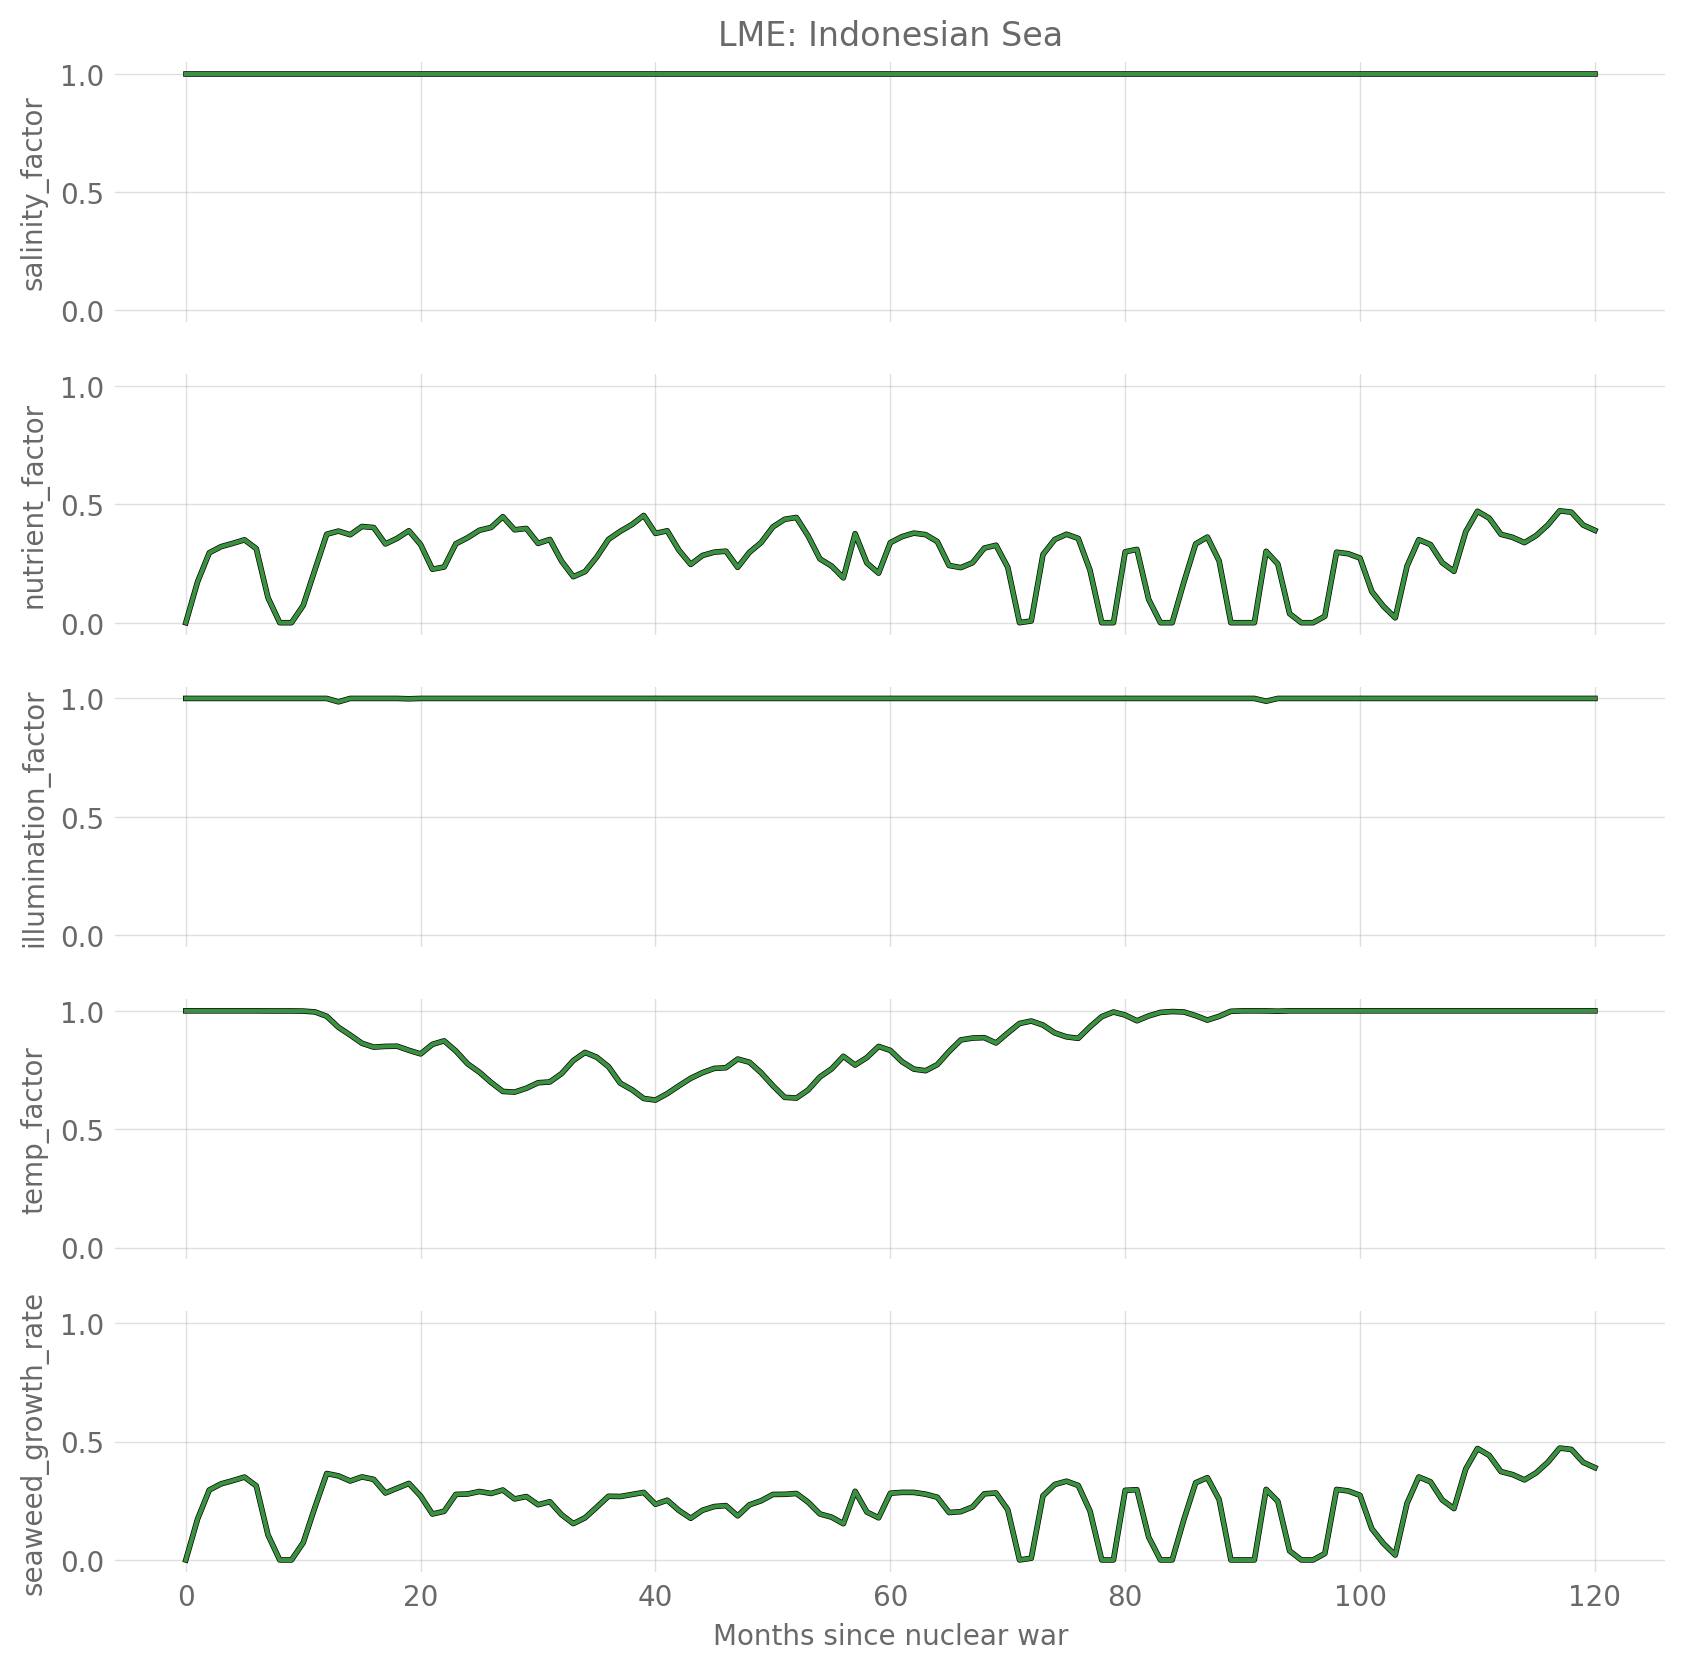 LME: Indonesian Sea
salinity_factor
1.0
0.5
0.0
nutrient_factor
1.0
0.5
0.0
illumination_factor
1.0
0.5
0.0
temp_factor
1.0
0.5
0.0
seaweed_growth_rate
1.0
0.5
0.0
0 20 40 60 80 100 120
Months since nuclear war